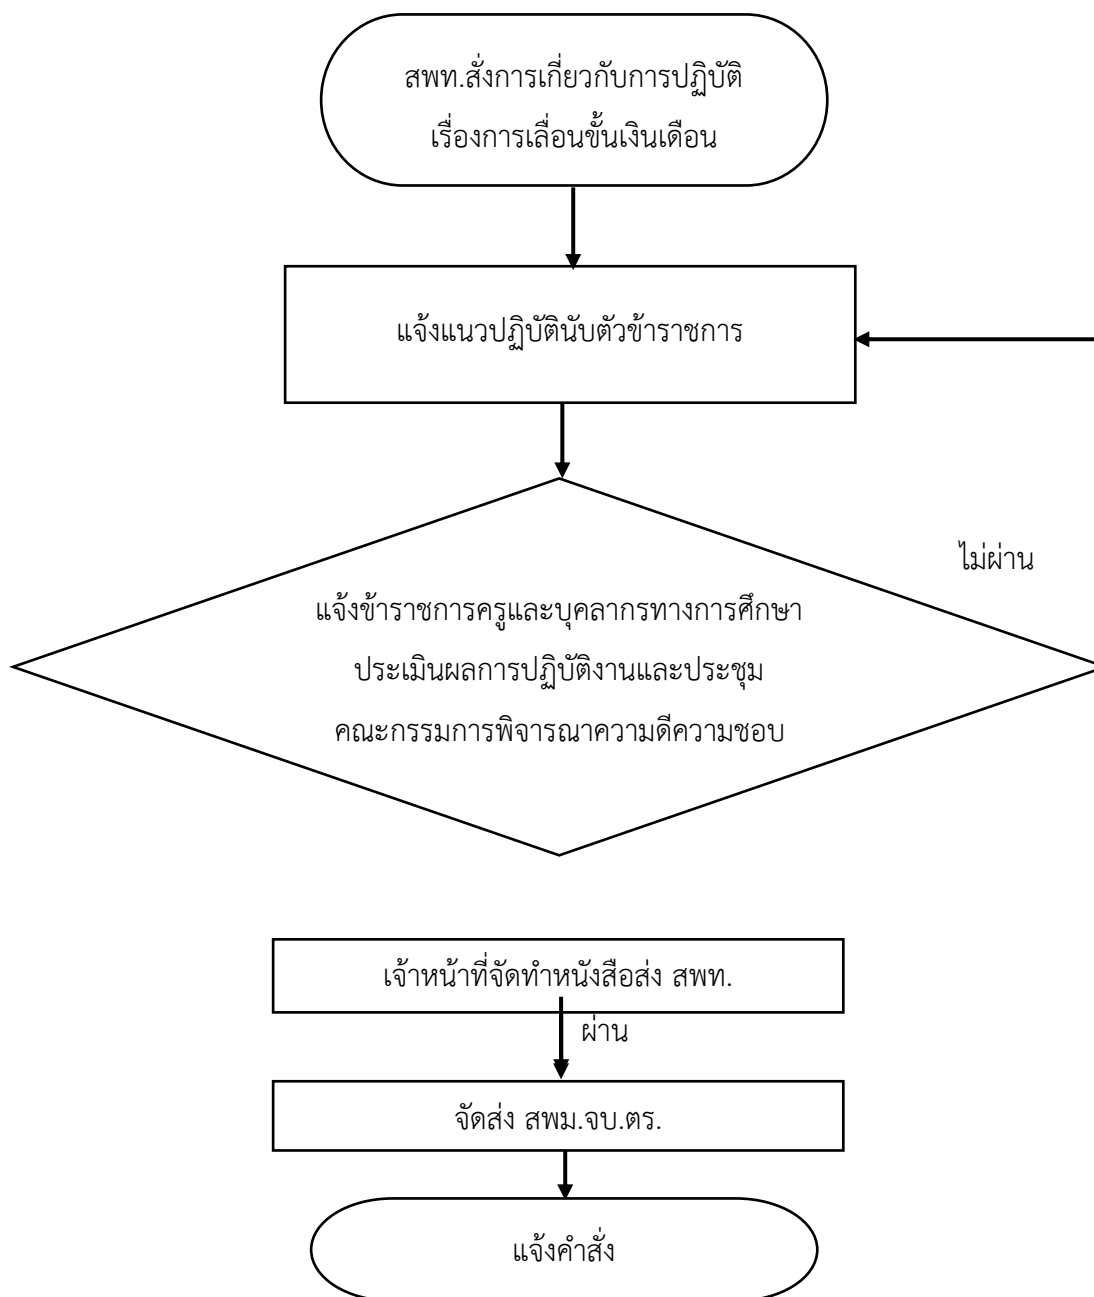 สพท.สั่งการเกี่ยวกับการปฏิบัติ
เรื่องการเลื่อนขั้นเงินเดือน
แจ้งแนวปฏิบัตินับตัวข้าราชการ
ไม่ผ่าน
แจ้งข้าราชการครูและบุคลากรทางการศึกษา
ประเมินผลการปฏิบัติงานและประชุม
คณะกรรมการพิจารณาความดีความชอบ
เจ้าหน้าที่จัดทำหนังสือส่ง สพท.
ผ่าน
จัดส่ง สพม.จบ.ตร.
แจ้งคำสั่ง